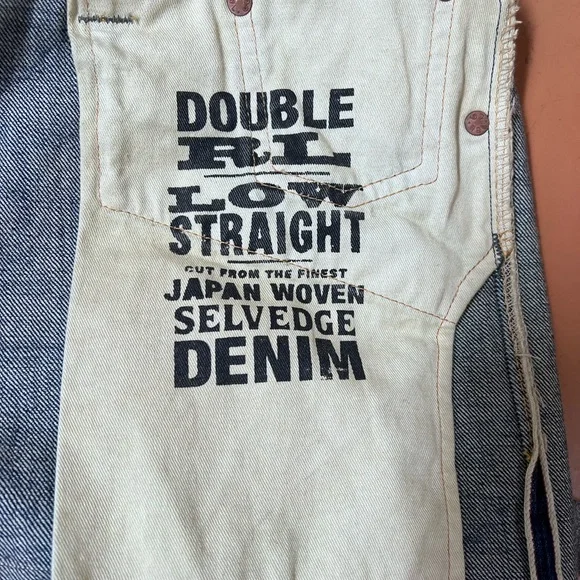 DOUBLE
RL
LOW
STRAIGHT
CUT FROM THE FINEST
JAPAN WOVEN
SELVEDGE
DENIM